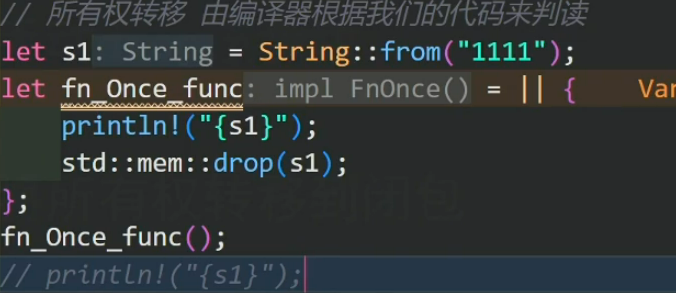 // 所有权转移 由编译器根据我们的代码来判读
let s1: String = String::from("1111");
let fn_Once_func: impl FnOnce() = || { Var
println!("{s1}");
std::mem::drop(s1);
};
所有权转移到闭包
fn_Once_func();
// println!("{s1}");